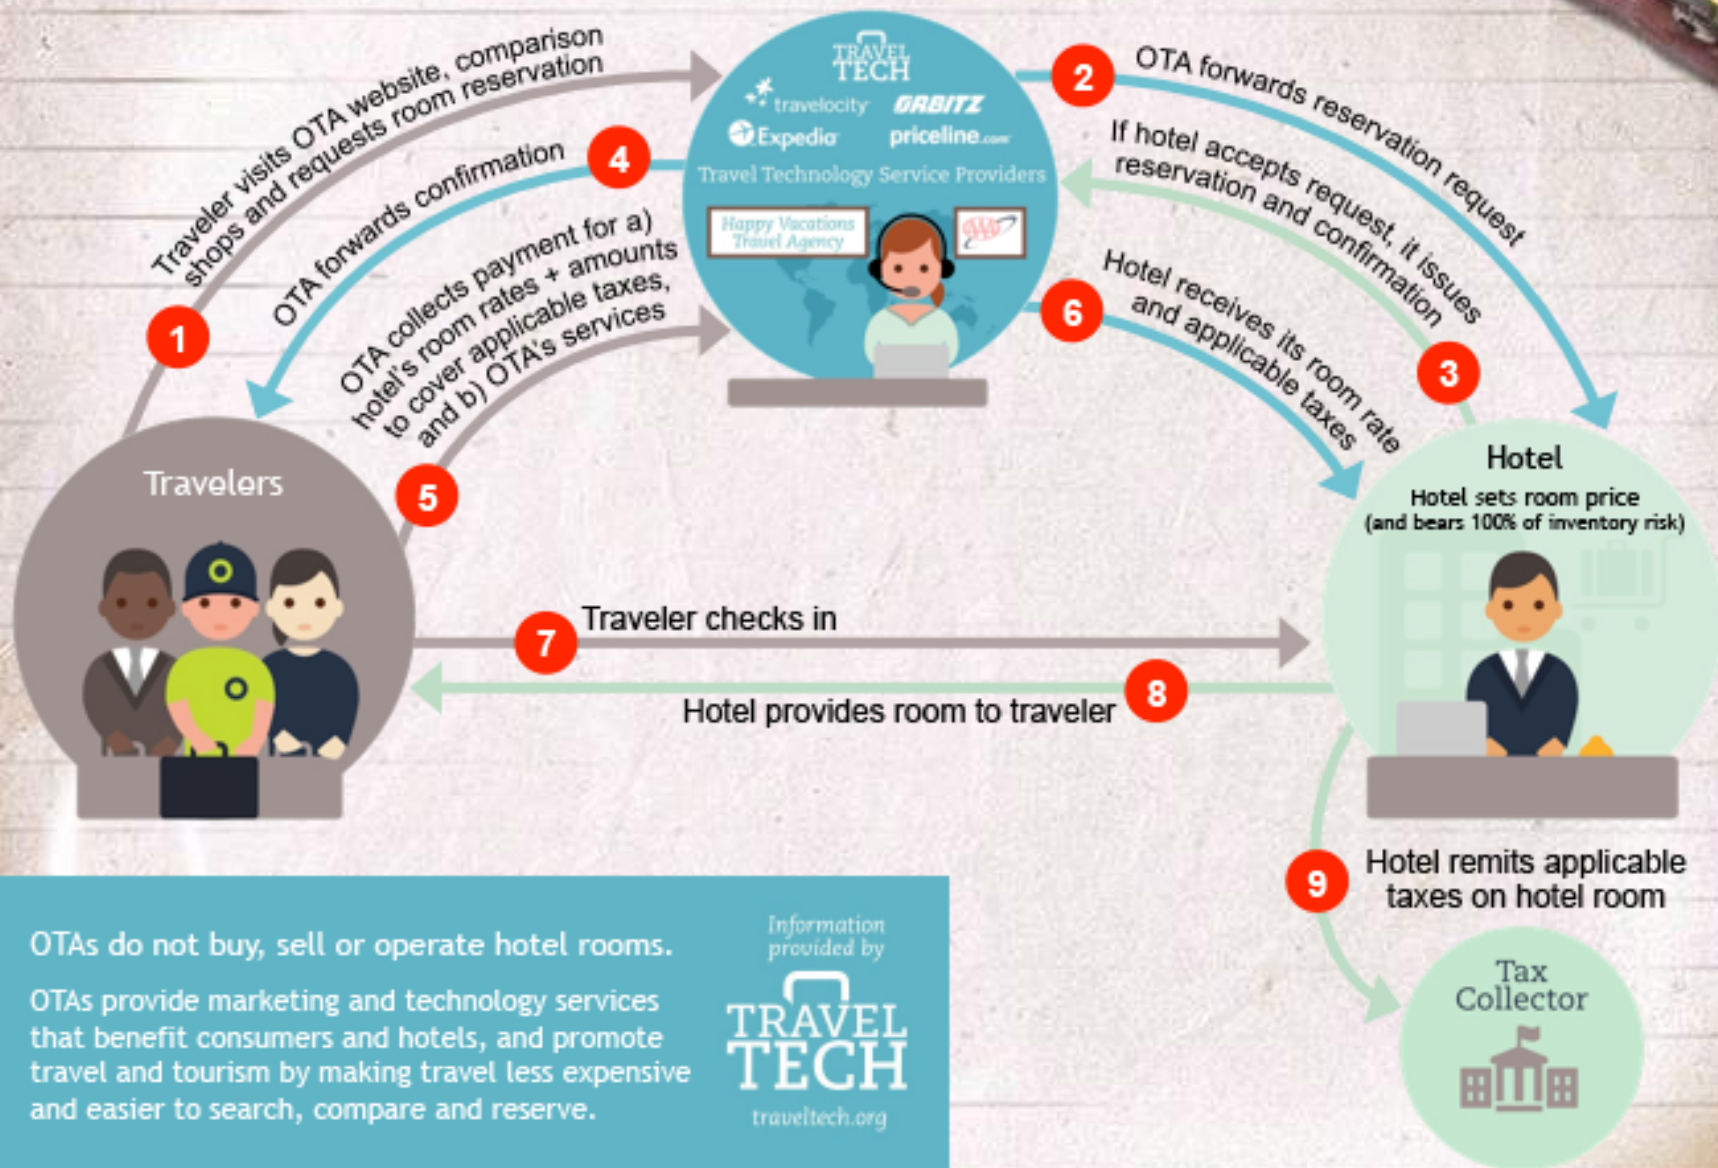 Traveler visits OTA website, comparison
shops and requests room reservation
1
OTA forwards confirmation
4
OTA collects payment for a)
hotel's room rates + amounts
to cover applicable taxes,
and b) OTA's services
5
TRAVEL
TECH
travelocity
ORBITZ
Expedia
priceline.com
Travel Technology Service Providers
Happy Vacations
Travel Agency
AAA
2
OTA forwards reservation request
If hotel accepts request, it issues
reservation and confirmation
3
6
Hotel receives its room rate
and applicable taxes
Travelers
Hotel
Hotel sets room price
(and bears 100% of inventory risk)
7
Traveler checks in
8
Hotel provides room to traveler
9
Hotel remits applicable
taxes on hotel room
Tax
Collector
OTAs do not buy, sell or operate hotel rooms.
OTAs provide marketing and technology services
that benefit consumers and hotels, and promote
travel and tourism by making travel less expensive
and easier to search, compare and reserve.
Information
provided by
TRAVEL
TECH
traveltech.org